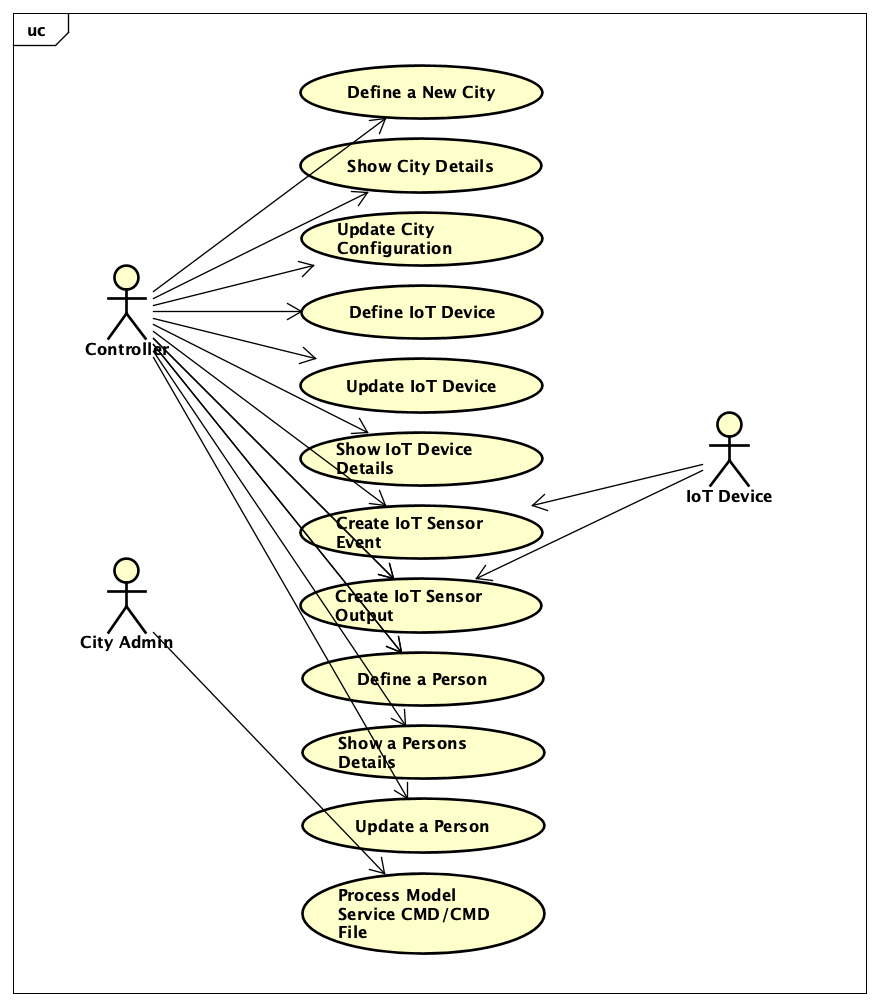 uc
Define a New City
Show City Details
Update City
Configuration
Controller
Define IoT Device
Update IoT Device
Show IoT Device
Details
IoT Device
Create IoT Sensor
Event
Create IoT Sensor
Output
City Admin
Define a Person
Show a Persons
Details
Update a Person
Process Model
Service CMD/CMD
File